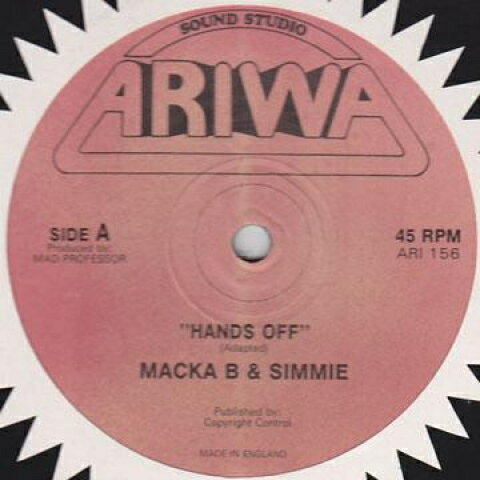 SOUND STUDIO
ARIWA
SIDE A
Produced by:
MAD PROFESSOR
45 RPM
ARI 156
"HANDS OFF"
(Adapted)
MACKA B & SIMMIE
Published by:
Copyright Control
MADE IN ENGLAND